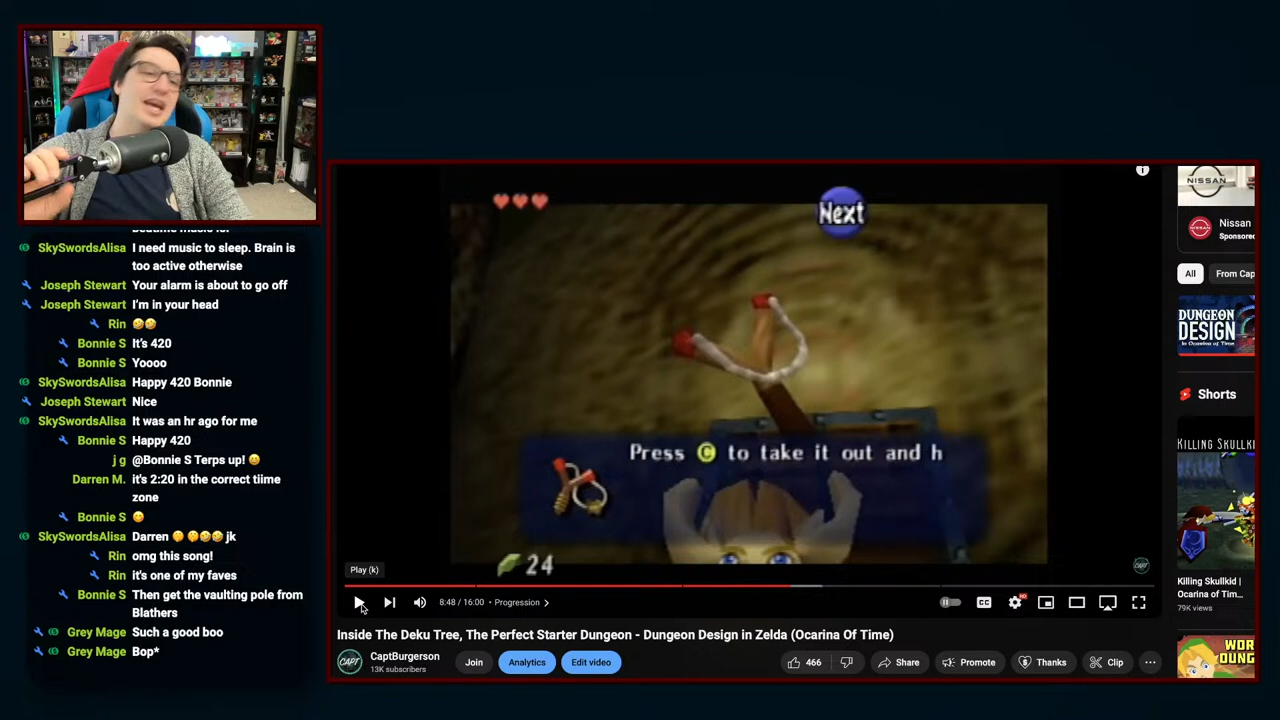 SkySwordsAlisa I need music to sleep. Brain is
too active otherwise
Joseph Stewart Your alarm is about to go off
Joseph Stewart I'm in your head
Rin 🤣🤣
Bonnie S It's 420
Bonnie S Yoooo
SkySwordsAlisa Happy 420 Bonnie
Joseph Stewart Nice
SkySwordsAlisa It was an hr ago for me
Bonnie S Happy 420
j g @Bonnie S Terps up! 😄
Darren M. it's 2:20 in the correct tiime
zone
Bonnie S 😋
SkySwordsAlisa Darren 🤫 🤫🤣🤣 jk
Rin omg this song!
Rin it's one of my faves
Bonnie S Then get the vaulting pole from
Blathers
Grey Mage Such a good boo
Grey Mage Bop*
Next
Press C to take it out and h
24
Play (k)
8:48 / 16:00 • Progression
CC
HD
Inside The Deku Tree, The Perfect Starter Dungeon - Dungeon Design in Zelda (Ocarina Of Time)
CAPT
CaptBurgerson
13K subscribers
Join
Analytics
Edit video
466
Share
Promote
Thanks
Clip
NISSAN
Nissan
Sponsored
All
From Cap
DUNGEON
DESIGN
Shorts
KILLING SKULLKI
Killing Skullkid |
Ocarina of Tim...
79K views
WOR
DUNG